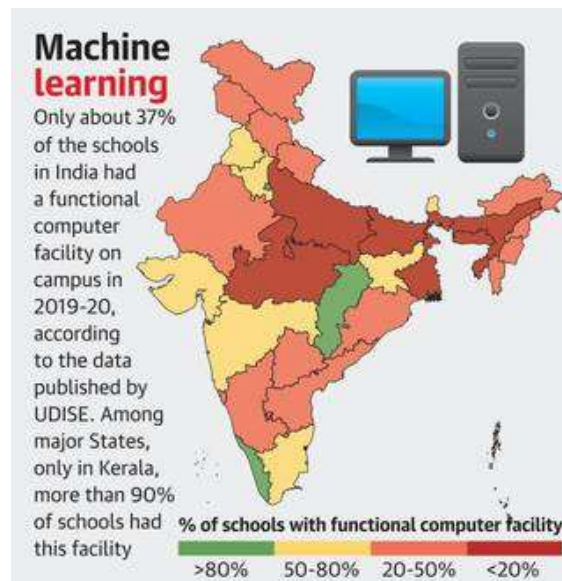 Machine
learning
Only about 37%
of the schools
in India had
a functional
computer
facility on
campus in
2019-20,
according
to the data
published by
UDISE. Among
major States,
only in Kerala,
more than 90%
of schools had
this facility
% of schools with functional computer facility
>80% 50-80% 20-50% <20%